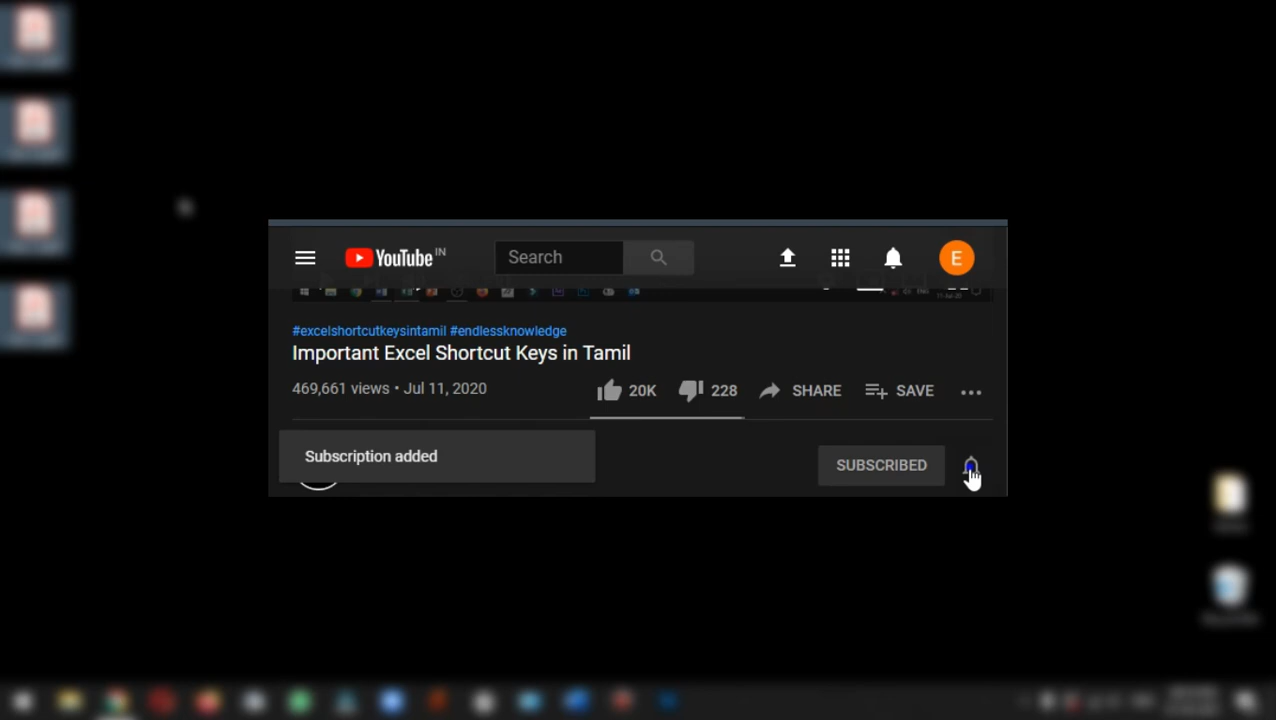 YouTube IN
Search
E
#excelshortcutkeysintamil #endlessknowledge
Important Excel Shortcut Keys in Tamil
469,661 views • Jul 11, 2020
20K
228
SHARE
SAVE
Subscription added
SUBSCRIBED